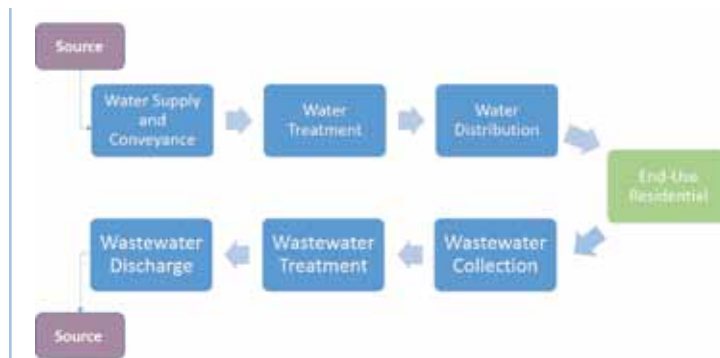 Source
Water Supply
and
Conveyance
Water
Treatment
Water
Distribution
End-Use
Residential
Wastewater
Collection
Wastewater
Treatment
Wastewater
Discharge
Source